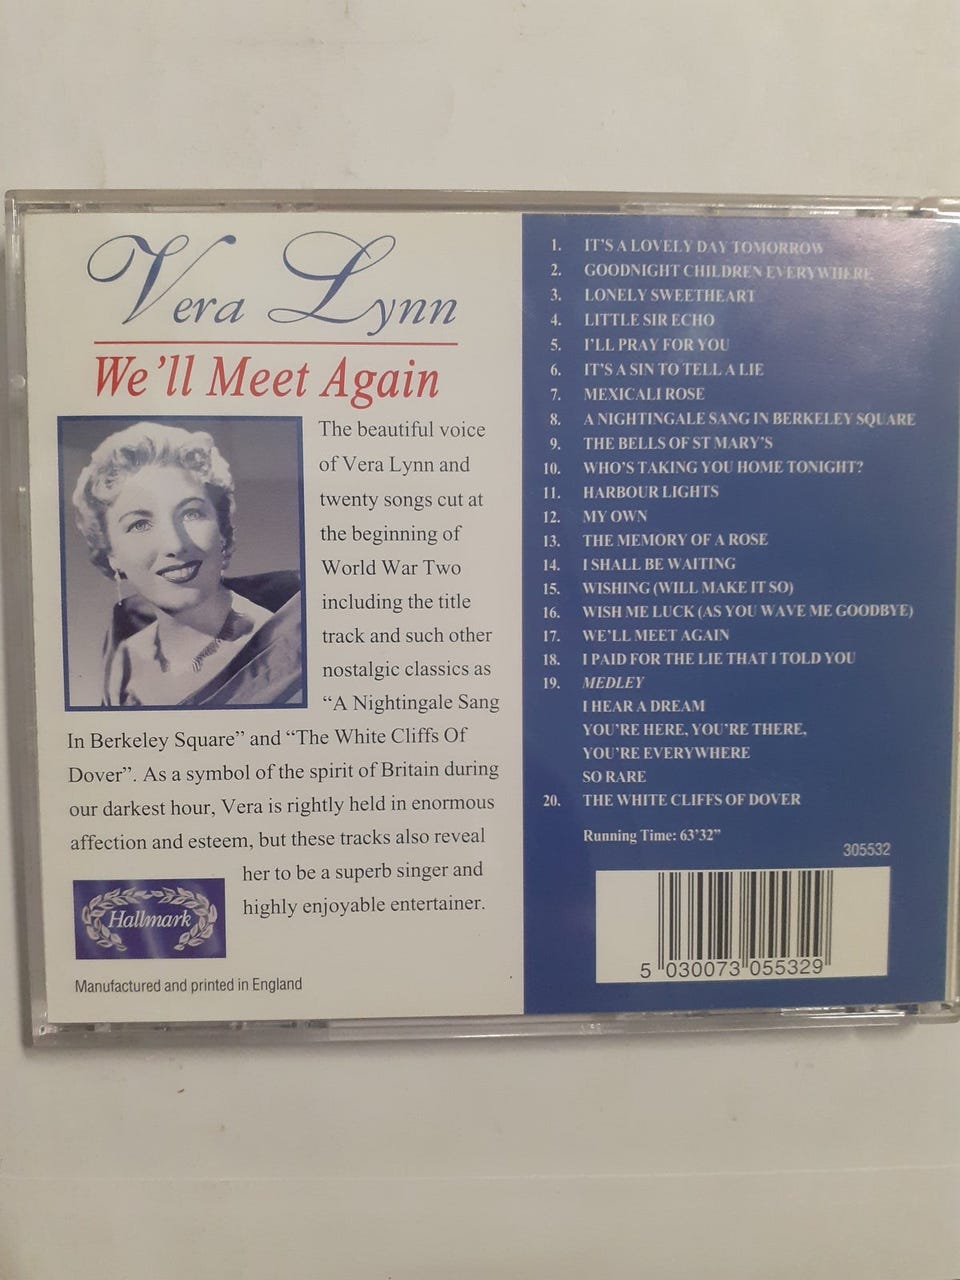 Vera Lynn
We'll Meet Again
The beautiful voice
of Vera Lynn and
twenty songs cut at
the beginning of
World War Two
including the title
track and such other
nostalgic classics as
“A Nightingale Sang
In Berkeley Square” and “The White Cliffs Of
Dover”. As a symbol of the spirit of Britain during
our darkest hour, Vera is rightly held in enormous
affection and esteem, but these tracks also reveal
her to be a superb singer and
highly enjoyable entertainer.
Hallmark
Manufactured and printed in England
1. IT'S A LOVELY DAY TOMORROW
2. GOODNIGHT CHILDREN EVERYWHERE
3. LONELY SWEETHEART
4. LITTLE SIR ECHO
5. I'LL PRAY FOR YOU
6. IT'S A SIN TO TELL A LIE
7. MEXICALI ROSE
8. A NIGHTINGALE SANG IN BERKELEY SQUARE
9. THE BELLS OF ST MARY'S
10. WHO'S TAKING YOU HOME TONIGHT?
11. HARBOUR LIGHTS
12. MY OWN
13. THE MEMORY OF A ROSE
14. I SHALL BE WAITING
15. WISHING (WILL MAKE IT SO)
16. WISH ME LUCK (AS YOU WAVE ME GOODBYE)
17. WE'LL MEET AGAIN
18. I PAID FOR THE LIE THAT I TOLD YOU
19. MEDLEY
I HEAR A DREAM
YOU'RE HERE, YOU'RE THERE,
YOU'RE EVERYWHERE
SO RARE
20. THE WHITE CLIFFS OF DOVER
Running Time: 63'32”
305532
5 030073 055329